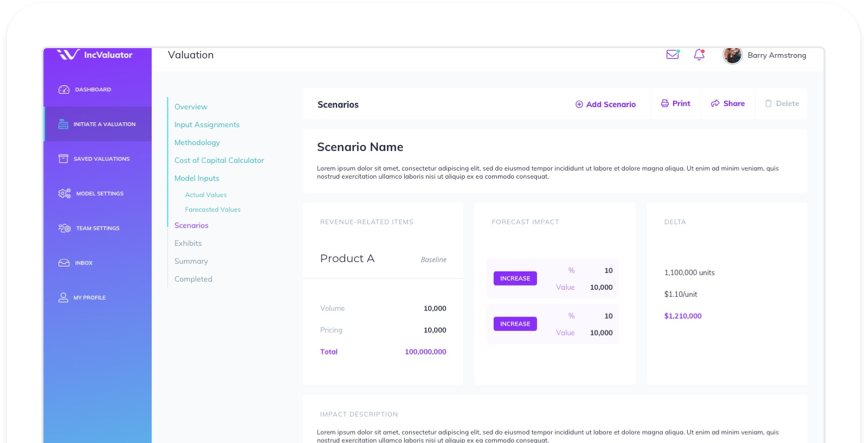 IncValuator
Valuation
Barry Armstrong
DASHBOARD
INITIATE A VALUATION
SAVED VALUATIONS
MODEL SETTINGS
TEAM SETTINGS
INBOX
MY PROFILE
Overview
Input Assignments
Methodology
Cost of Capital Calculator
Model Inputs
Actual Values
Forecasted Values
Scenarios
Exhibits
Summary
Completed
Scenarios
Add Scenario
Print
Share
Delete
Scenario Name
Lorem ipsum dolor sit amet, consectetur adipiscing elit, sed do eiusmod tempor incididunt ut labore et dolore magna aliqua. Ut enim ad minim veniam, quis
nostrud exercitation ullamco laboris nisi ut aliquip ex ea commodo consequat.
REVENUE-RELATED ITEMS
Product A Baseline
Volume 10,000
Pricing 10,000
Total 100,000,000
FORECAST IMPACT
INCREASE
% 10
Value 10,000
INCREASE
% 10
Value 10,000
DELTA
1,100,000 units
$1.10/unit
$1,210,000
IMPACT DESCRIPTION
Lorem ipsum dolor sit amet, consectetur adipiscing elit, sed do eiusmod tempor incididunt ut labore et dolore magna aliqua. Ut enim ad minim veniam, quis
nostrud exercitation ullamco laboris nisi ut aliquip ex ea commodo consequat.